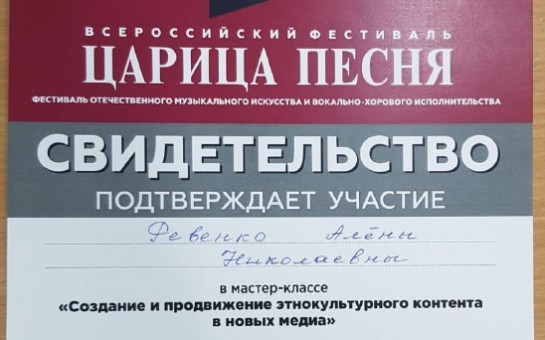 ВСЕРОССИЙСКИЙ ФЕСТИВАЛЬ
ЦАРИЦА ПЕСНЯ
ФЕСТИВАЛЬ ОТЕЧЕСТВЕННОГО МУЗЫКАЛЬНОГО ИСКУССТВА И ВОКАЛЬНО-ХОРОВОГО ИСПОЛНИТЕЛЬСТВА
СВИДЕТЕЛЬСТВО
ПОДТВЕРЖДАЕТ УЧАСТИЕ
Февенко Алёны
Николаевны
в мастер-классе
«Создание и продвижение этнокультурного контента
в новых медиа»